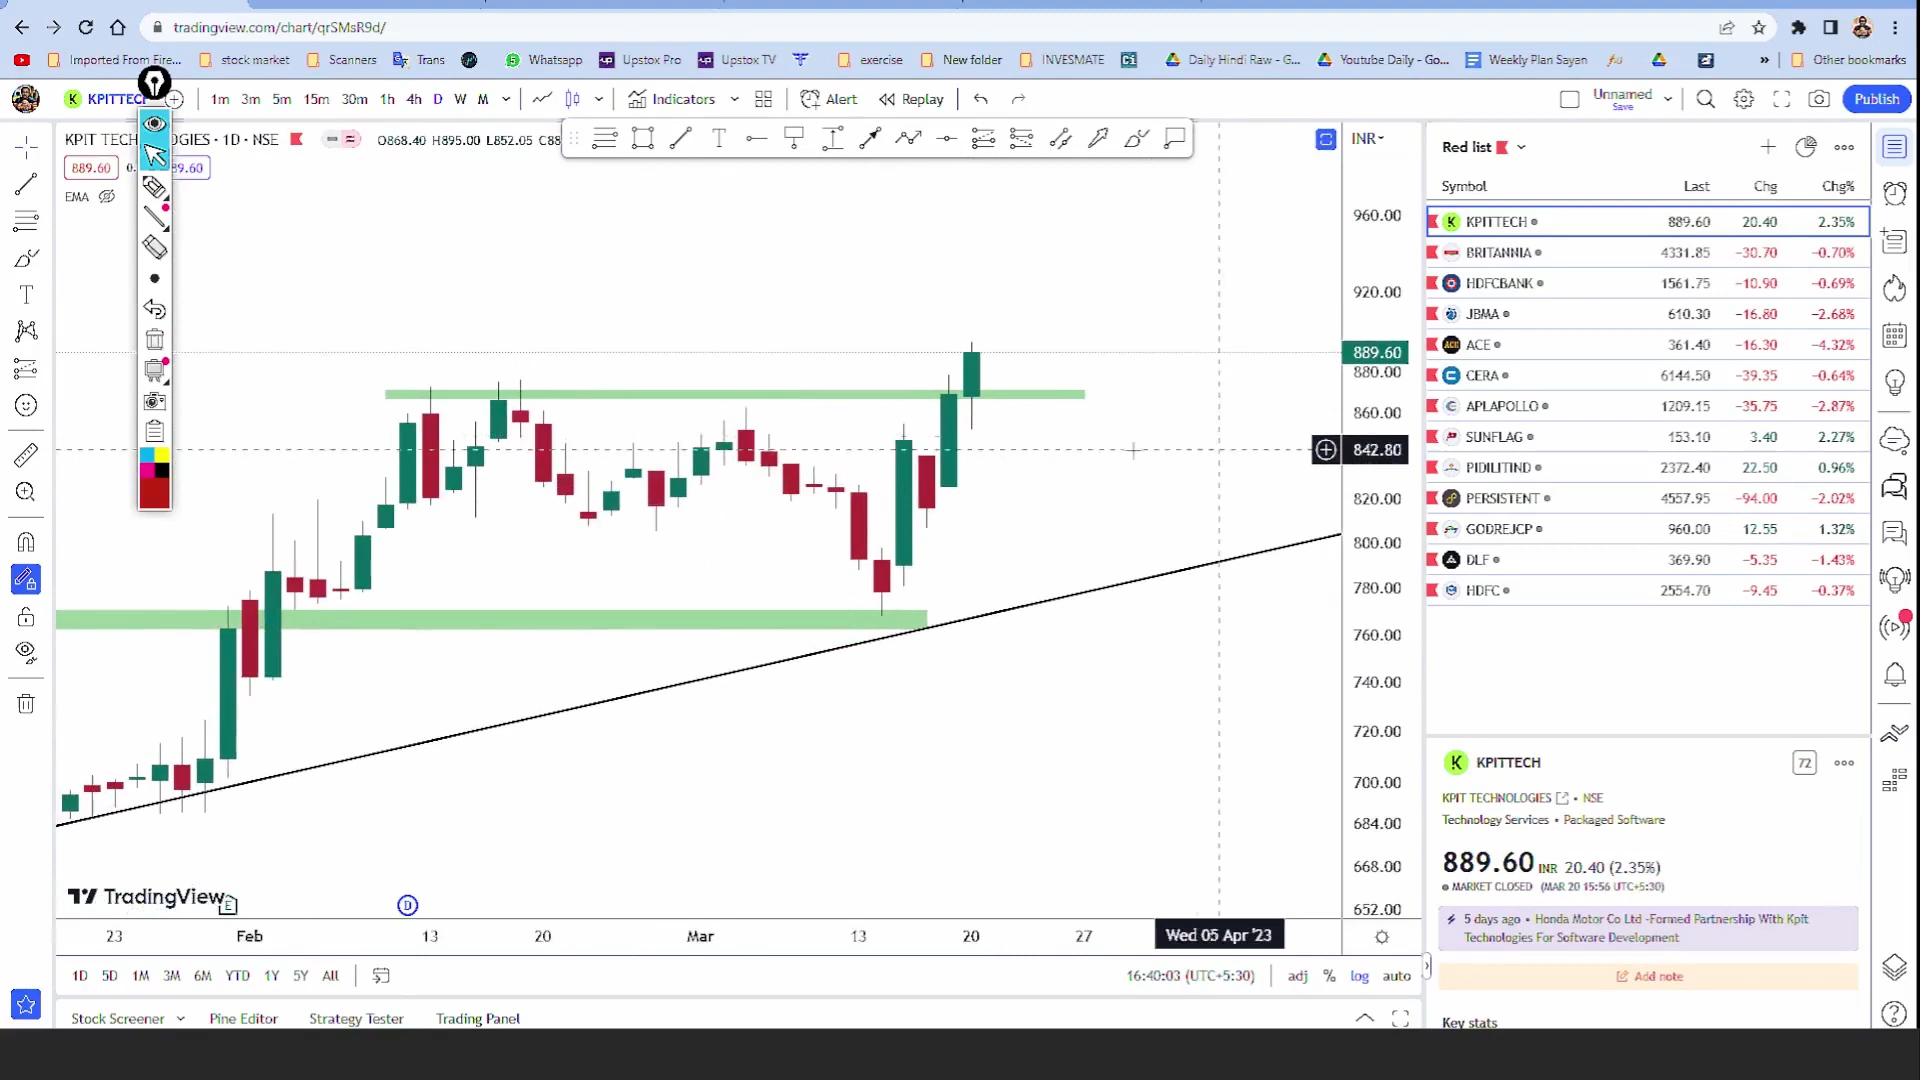 tradingview.com/chart/qrSMsR9d/
Imported From Fire... stock market Scanners Trans Whatsapp Upstox Pro Upstox TV exercise New folder INVESMATE Daily Hindi Raw - G... Youtube Daily - Go... Weekly Plan Sayan » Other bookmarks
KPITTECH 1m 3m 5m 15m 30m 1h 4h D W M Indicators Alert Replay Unnamed Save Publish
KPIT TECHNOLOGIES · 1D · NSE O868.40 H895.00 L852.05 INR
889.60
EMA
960.00
920.00
889.60
880.00
860.00
842.80
820.00
800.00
780.00
760.00
740.00
720.00
700.00
684.00
668.00
652.00
TradingView
E
D
23 Feb 13 20 Mar 13 20 27 Wed 05 Apr '23
1D 5D 1M 3M 6M YTD 1Y 5Y All 16:40:03 (UTC+5:30) adj % log auto
Stock Screener Pine Editor Strategy Tester Trading Panel
Red list
Symbol Last Chg Chg%
KPITTECH 889.60 20.40 2.35%
BRITANNIA 4331.85 −30.70 −0.70%
HDFCBANK 1561.75 −10.90 −0.69%
JBMA 610.30 −16.80 −2.68%
ACE 361.40 −16.30 −4.32%
CERA 6144.50 −39.35 −0.64%
APLAPOLLO 1209.15 −35.75 −2.87%
SUNFLAG 153.10 3.40 2.27%
PIDILITIND 2372.40 22.50 0.96%
PERSISTENT 4557.95 −94.00 −2.02%
GODREJCP 960.00 12.55 1.32%
DLF 369.90 −5.35 −1.43%
HDFC 2554.70 −9.45 −0.37%
KPITTECH 72
KPIT TECHNOLOGIES • NSE
Technology Services • Packaged Software
889.60 INR 20.40 (2.35%)
MARKET CLOSED (MAR 20 15:56 UTC+5:30)
5 days ago • Honda Motor Co Ltd -Formed Partnership With Kpit
Technologies For Software Development
Add note
Key stats